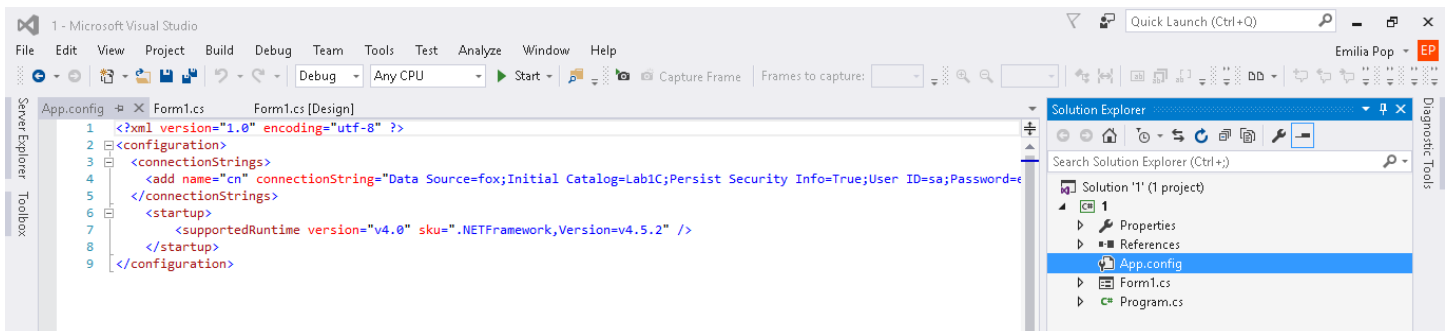 1 - Microsoft Visual Studio
Quick Launch (Ctrl+Q)
File Edit View Project Build Debug Team Tools Test Analyze Window Help
Emilia Pop EP
Debug Any CPU Start Capture Frame Frames to capture:
Server Explorer
Toolbox
App.config Form1.cs Form1.cs [Design]
1 <?xml version="1.0" encoding="utf-8" ?>
2 <configuration>
3 <connectionStrings>
4 <add name="cn" connectionString="Data Source=fox;Initial Catalog=Lab1C;Persist Security Info=True;User ID=sa;Password=
5 </connectionStrings>
6 <startup>
7 <supportedRuntime version="v4.0" sku=".NETFramework,Version=v4.5.2" />
8 </startup>
9 </configuration>
Solution Explorer
Search Solution Explorer (Ctrl+;)
Solution '1' (1 project)
C# 1
Properties
References
App.config
Form1.cs
C# Program.cs
Diagnostic Tools